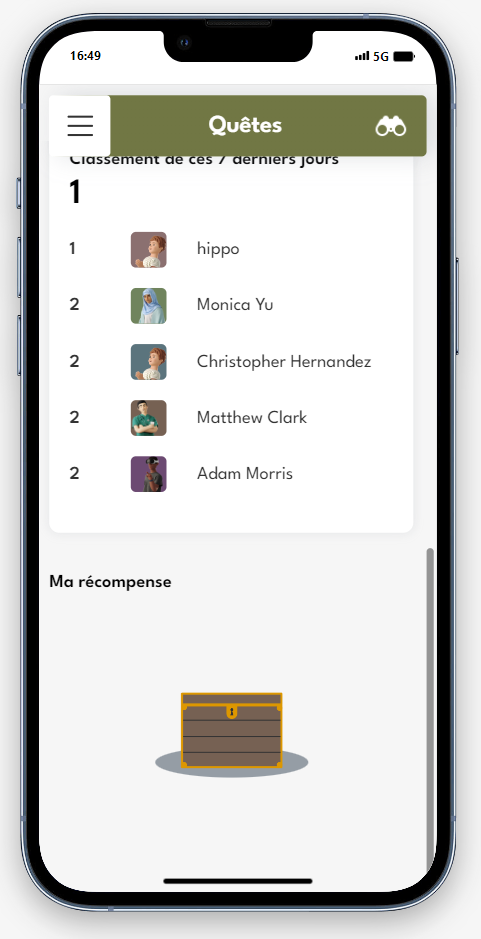 16:49
5G
Quêtes
Classement de ces 7 derniers jours
1
1 hippo
2 Monica Yu
2 Christopher Hernandez
2 Matthew Clark
2 Adam Morris
Ma récompense